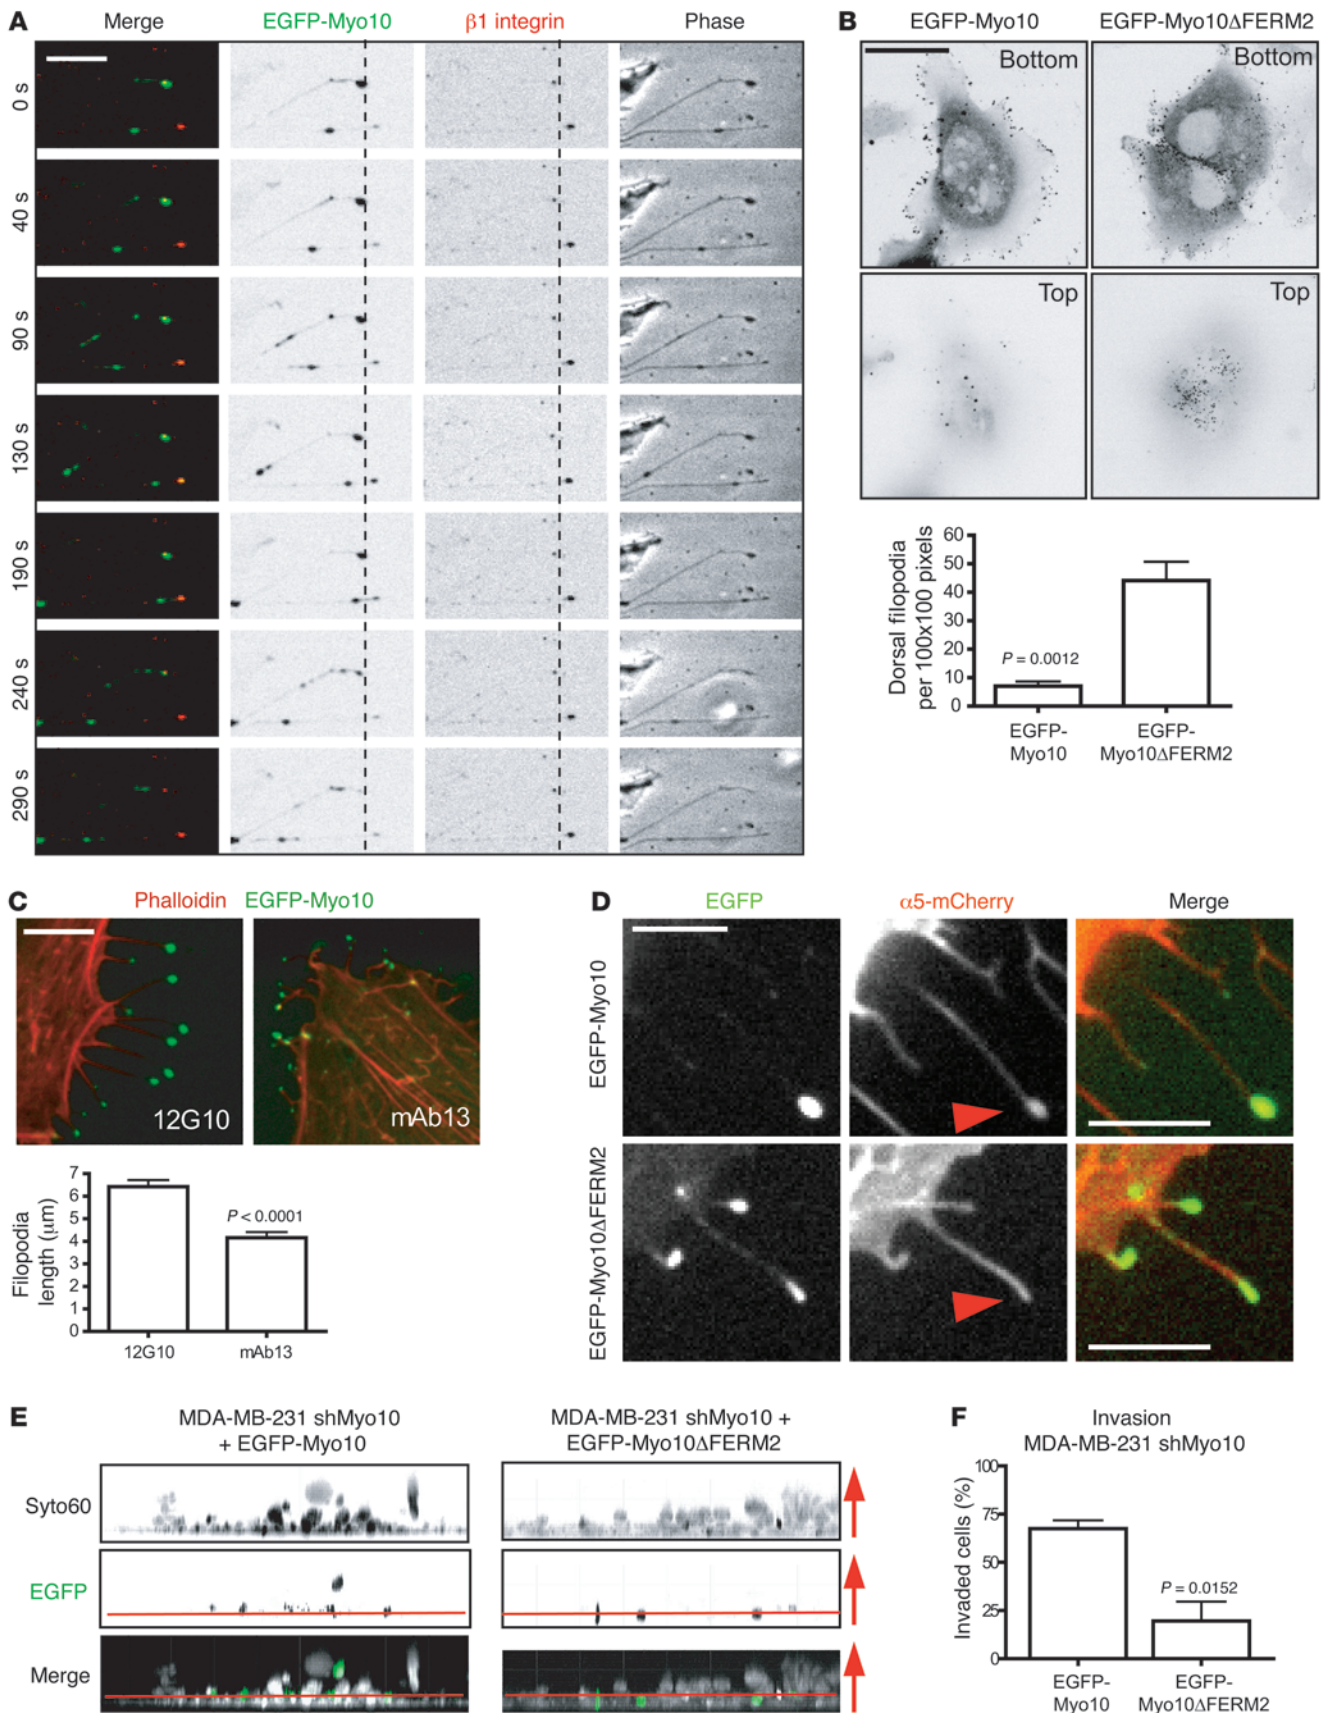 A
Merge
EGFP-Myo10
β1 integrin
Phase
0 s
40 s
90 s
130 s
190 s
240 s
290 s
B
EGFP-Myo10
EGFP-Myo10ΔFERM2
Bottom
Bottom
Top
Top
Dorsal filopodia
per 100x100 pixels
60
50
40
30
20
10
0
P = 0.0012
EGFP-
Myo10
EGFP-
Myo10ΔFERM2
C
Phalloidin EGFP-Myo10
12G10
mAb13
Filopodia
length (μm)
7
6
5
4
3
2
1
0
P < 0.0001
12G10
mAb13
D
EGFP
α5-mCherry
Merge
EGFP-Myo10
EGFP-Myo10ΔFERM2
E
MDA-MB-231 shMyo10
+ EGFP-Myo10
MDA-MB-231 shMyo10 +
EGFP-Myo10ΔFERM2
Syto60
EGFP
Merge
F
Invasion
MDA-MB-231 shMyo10
Invaded cells (%)
100
75
50
25
0
P = 0.0152
EGFP-
Myo10
EGFP-
Myo10ΔFERM2